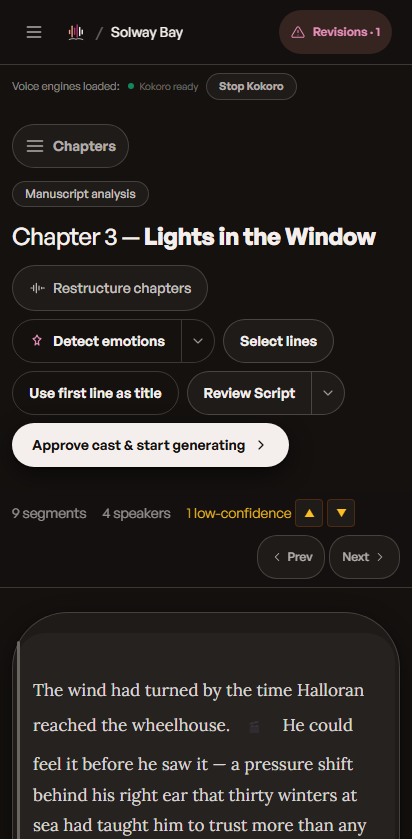 / Solway Bay
Revisions · 1
Voice engines loaded: Kokoro ready Stop Kokoro
Chapters
Manuscript analysis
Chapter 3 — Lights in the Window
Restructure chapters
Detect emotions
Select lines
Use first line as title
Review Script
Approve cast & start generating
9 segments 4 speakers 1 low-confidence
Prev Next
The wind had turned by the time Halloran
reached the wheelhouse. He could
feel it before he saw it — a pressure shift
behind his right ear that thirty winters at
sea had taught him to trust more than any